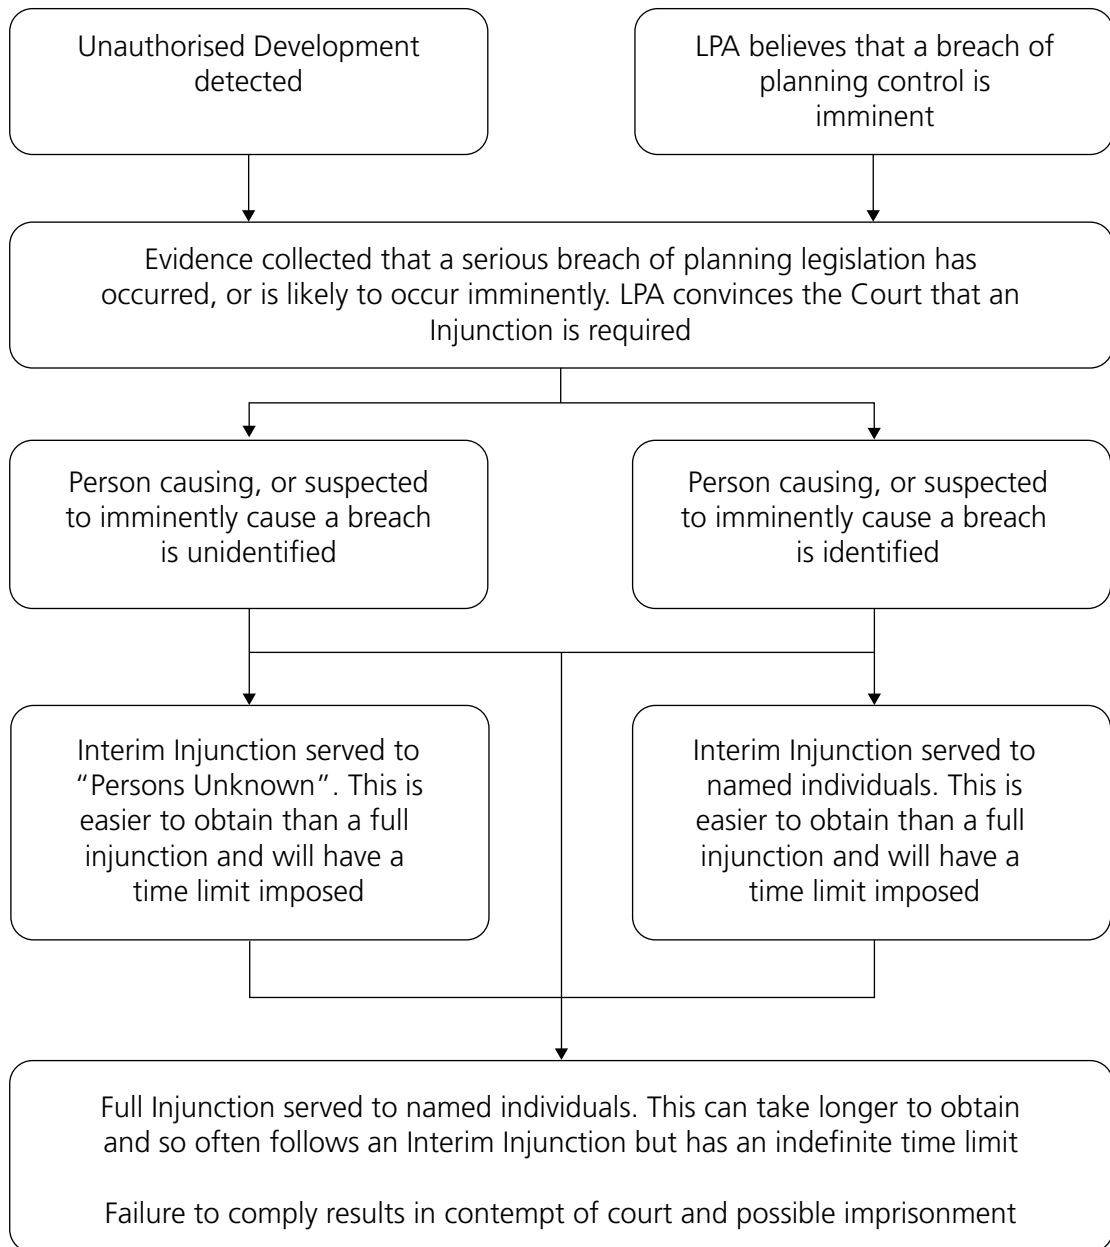 Unauthorised Development
detected
LPA believes that a breach of
planning control is
imminent
Evidence collected that a serious breach of planning legislation has
occurred, or is likely to occur imminently. LPA convinces the Court that an
Injunction is required
Person causing, or suspected
to imminently cause a breach
is unidentified
Person causing, or suspected
to imminently cause a breach
is identified
Interim Injunction served to
“Persons Unknown”. This is
easier to obtain than a full
injunction and will have a
time limit imposed
Interim Injunction served to
named individuals. This is
easier to obtain than a full
injunction and will have a
time limit imposed
Full Injunction served to named individuals. This can take longer to obtain
and so often follows an Interim Injunction but has an indefinite time limit
Failure to comply results in contempt of court and possible imprisonment